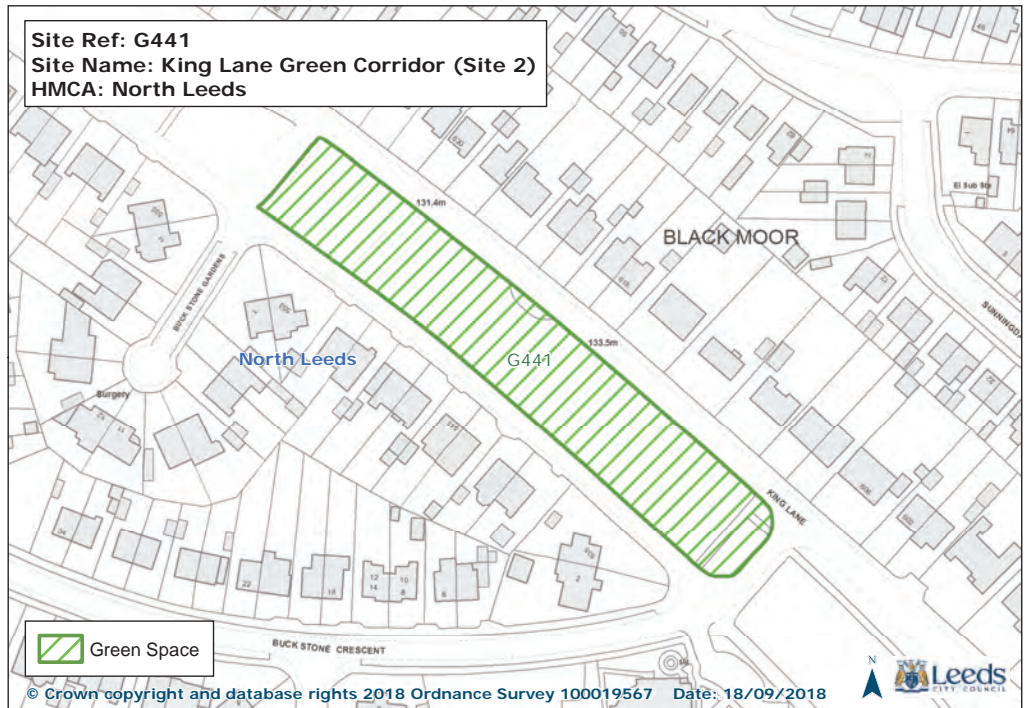 Site Ref: G441
Site Name: King Lane Green Corridor (Site 2)
HMCA: North Leeds
131.4m
BLACK MOOR
El Sub Sta
SUNNINGDA
BUCK STONE GARDENS
North Leeds
G441
133.5m
Surgery
KING LANE
34
22
18
12
14
10
8
6
2
BUCK STONE CRESCENT
Green Space
© Crown copyright and database rights 2018 Ordnance Survey 100019567 Date: 18/09/2018
N
Leeds
CITY COUNCIL